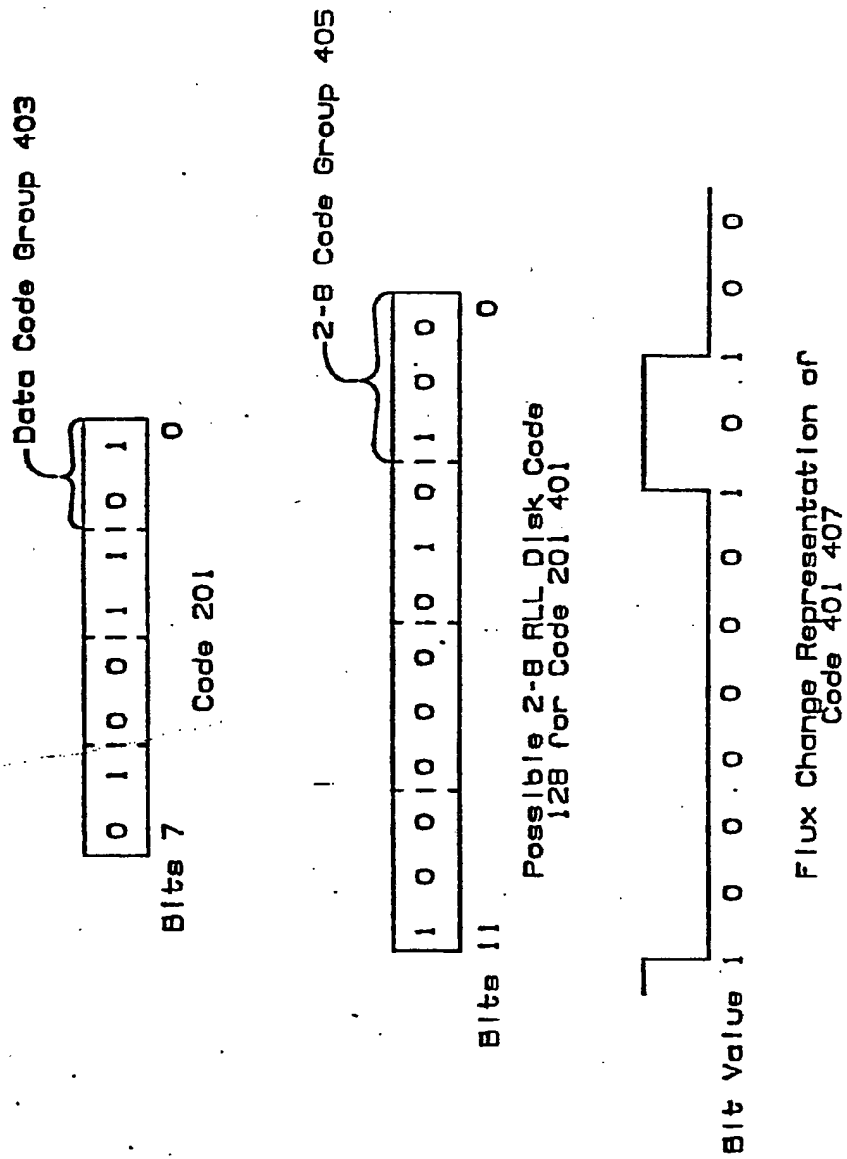 Data Code Group 403
0 1|0 0|1 1|0 1
Bits 7 0
Code 201
2-8 Code Group 405
1 0 0|0 0 0|0 1 0|1 0 0
Bits 11 0
Possible 2-8 RLL Disk Code
128 for Code 201 401
Bit Value 1 0 0 0 0 0 0 1 0 1 0 0
Flux Change Representation of
Code 401 407